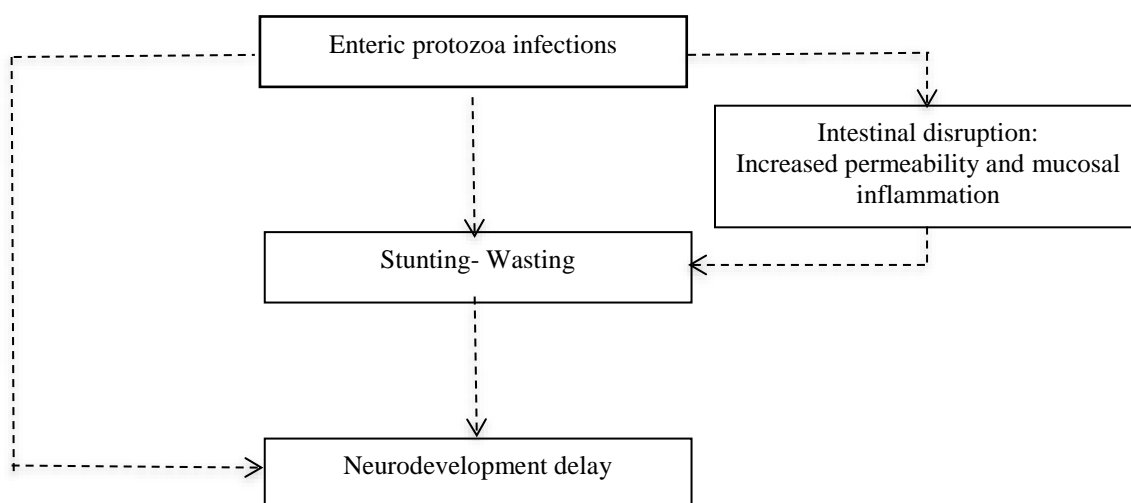 Enteric protozoa infections
Intestinal disruption:
Increased permeability and mucosal
inflammation
Stunting- Wasting
Neurodevelopment delay